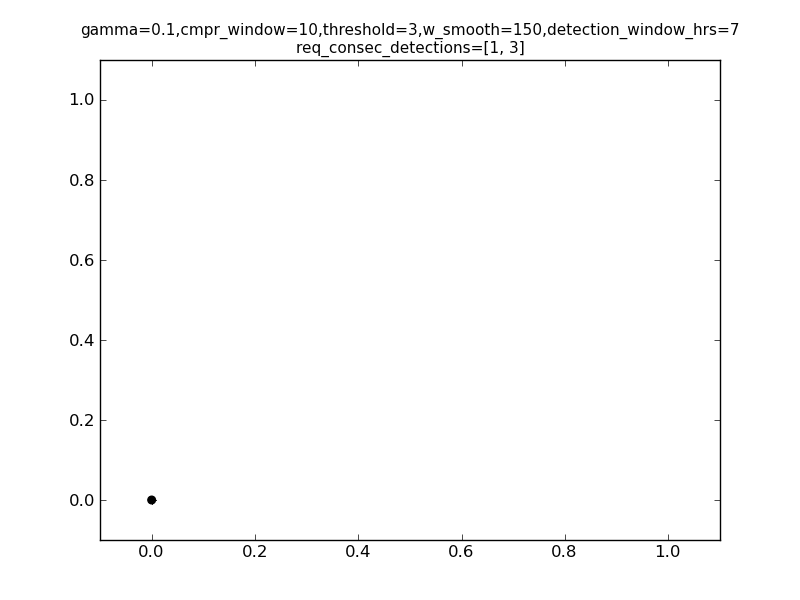 gamma=0.1,cmpr_window=10,threshold=3,w_smooth=150,detection_window_hrs=7
req_consec_detections=[1, 3]
1.0
0.8
0.6
0.4
0.2
0.0
0.0 0.2 0.4 0.6 0.8 1.0